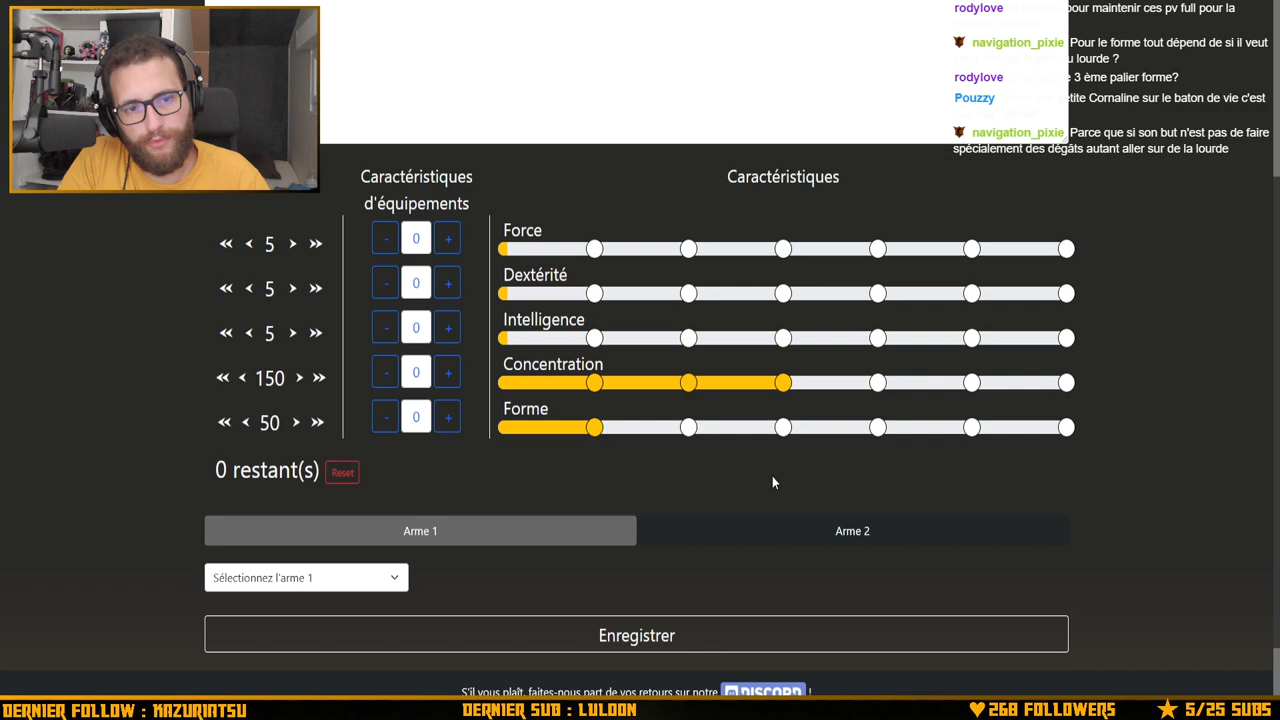 rodylove pour maintenir ces pv full pour la
navigation_pixie Pour le forme tout dépend de si il veut
u lourde ?
rodylove 3 ème palier forme?
Pouzzy tite Cornaline sur le baton de vie c'est
navigation_pixie Parce que si son but n'est pas de faire
spécialement des dégâts autant aller sur de la lourde
Caractéristiques
d'équipements
Caractéristiques
5
- 0 +
Force
5
- 0 +
Dextérité
5
- 0 +
Intelligence
150
- 0 +
Concentration
50
- 0 +
Forme
0 restant(s) Reset
Arme 1
Arme 2
Sélectionnez l'arme 1
Enregistrer
S'il vous plaît, faites-nous part de vos retours sur notre DISCORD !
DERNIER FOLLOW : KAZURIATSU
DERNIER SUB : LULOON
268 FOLLOWERS
5/25 SUBS